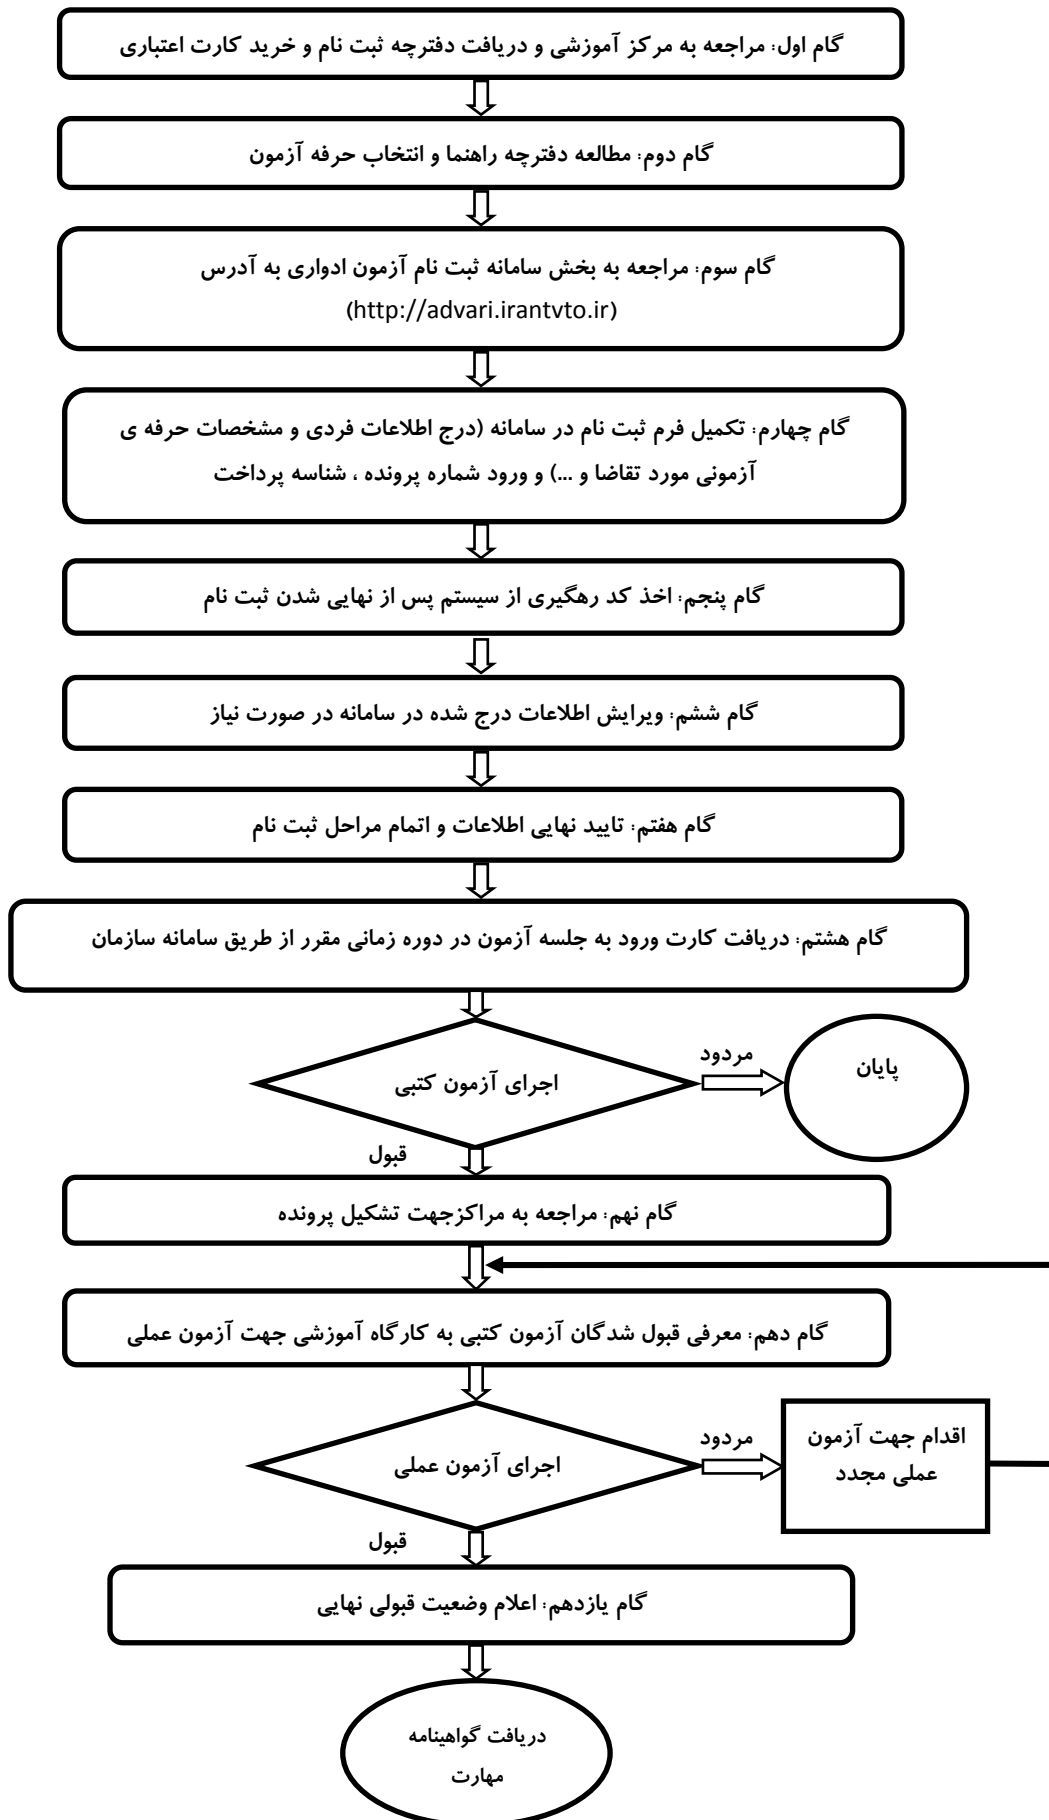 گام اول: مراجعه به مرکز آموزشی و دریافت دفترچه ثبت نام و خرید کارت اعتباری
گام دوم: مطالعه دفترچه راهنما و انتخاب حرفه آزمون
گام سوم: مراجعه به بخش سامانه ثبت نام آزمون ادواری به آدرس
(http://advari.irantvto.ir)
گام چهارم: تکمیل فرم ثبت نام در سامانه (درج اطلاعات فردی و مشخصات حرفه ی
آزمونی مورد تقاضا و ...) و ورود شماره پرونده ، شناسه پرداخت
گام پنجم: اخذ کد رهگیری از سیستم پس از نهایی شدن ثبت نام
گام ششم: ویرایش اطلاعات درج شده در سامانه در صورت نیاز
گام هفتم: تایید نهایی اطلاعات و اتمام مراحل ثبت نام
گام هشتم: دریافت کارت ورود به جلسه آزمون در دوره زمانی مقرر از طریق سامانه سازمان
اجرای آزمون کتبی
مردود
پایان
قبول
گام نهم: مراجعه به مراکزجهت تشکیل پرونده
گام دهم: معرفی قبول شدگان آزمون کتبی به کارگاه آموزشی جهت آزمون عملی
اجرای آزمون عملی
مردود
اقدام جهت آزمون
عملی مجدد
قبول
گام یازدهم: اعلام وضعیت قبولی نهایی
دریافت گواهینامه
مهارت